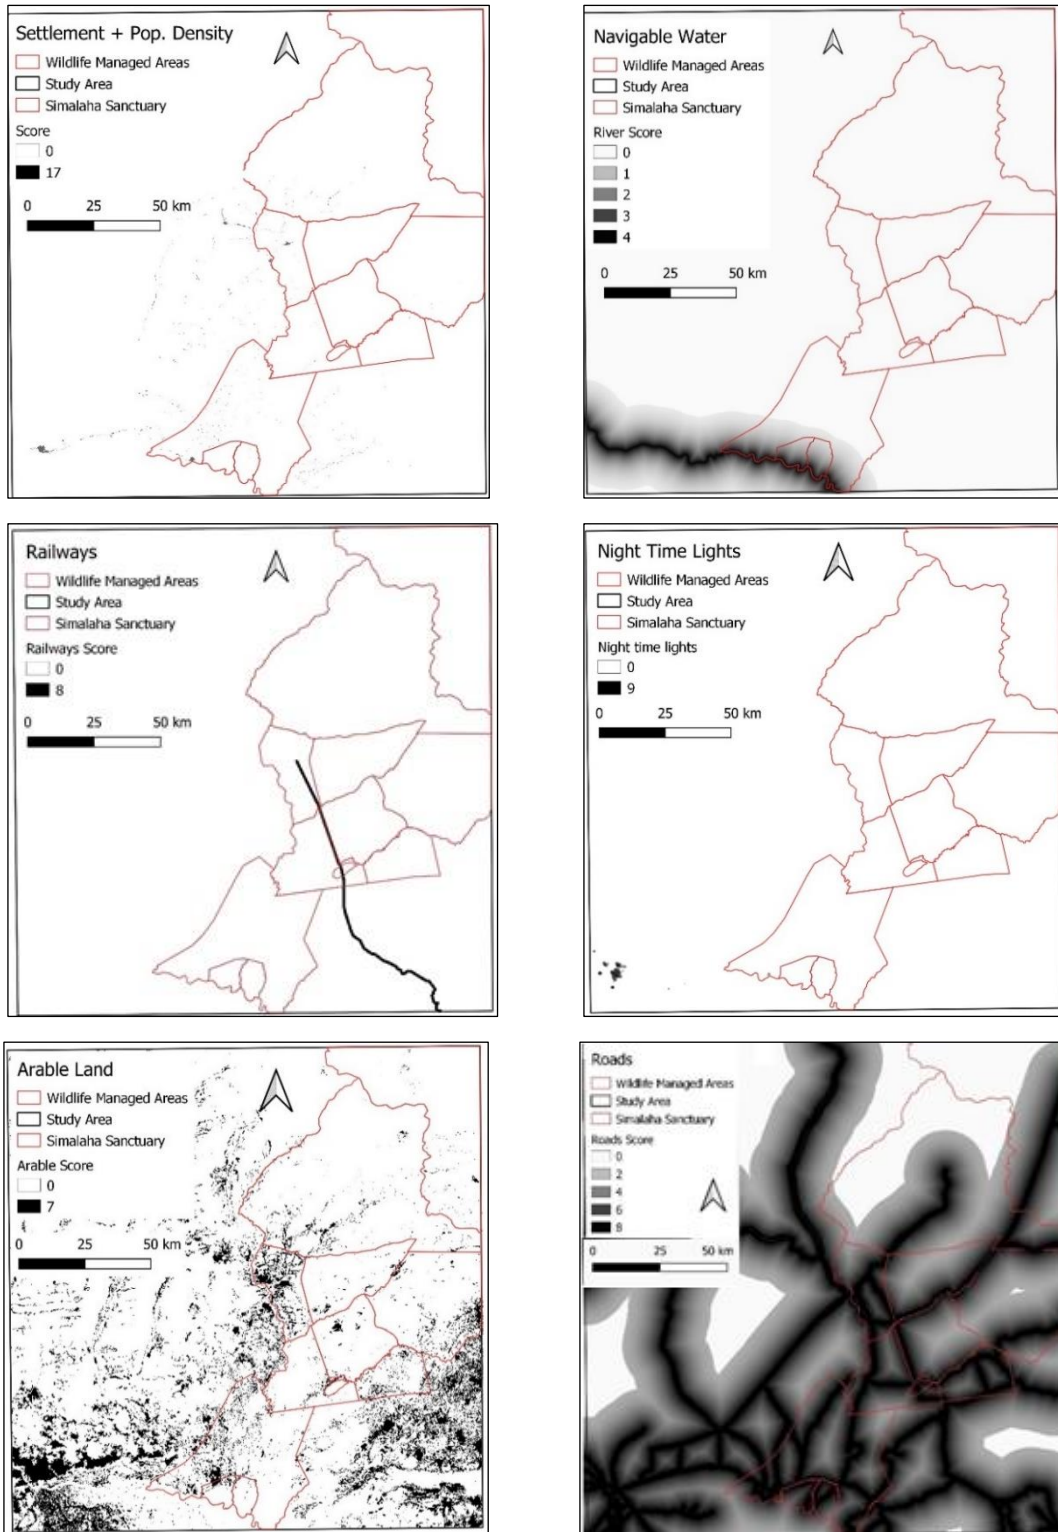 Settlement + Pop. Density
Wildlife Managed Areas
Study Area
Simalaha Sanctuary
Score
0
17
0 25 50 km
Navigable Water
Wildlife Managed Areas
Study Area
Simalaha Sanctuary
River Score
0
1
2
3
4
0 25 50 km
Railways
Wildlife Managed Areas
Study Area
Simalaha Sanctuary
Railways Score
0
8
0 25 50 km
Night Time Lights
Wildlife Managed Areas
Study Area
Simalaha Sanctuary
Night time lights
0
9
0 25 50 km
Arable Land
Wildlife Managed Areas
Study Area
Simalaha Sanctuary
Arable Score
0
7
0 25 50 km
Roads
Wildlife Managed Areas
Study Area
Simalaha Sanctuary
Roads Score
0
2
4
6
8
0 25 50 km